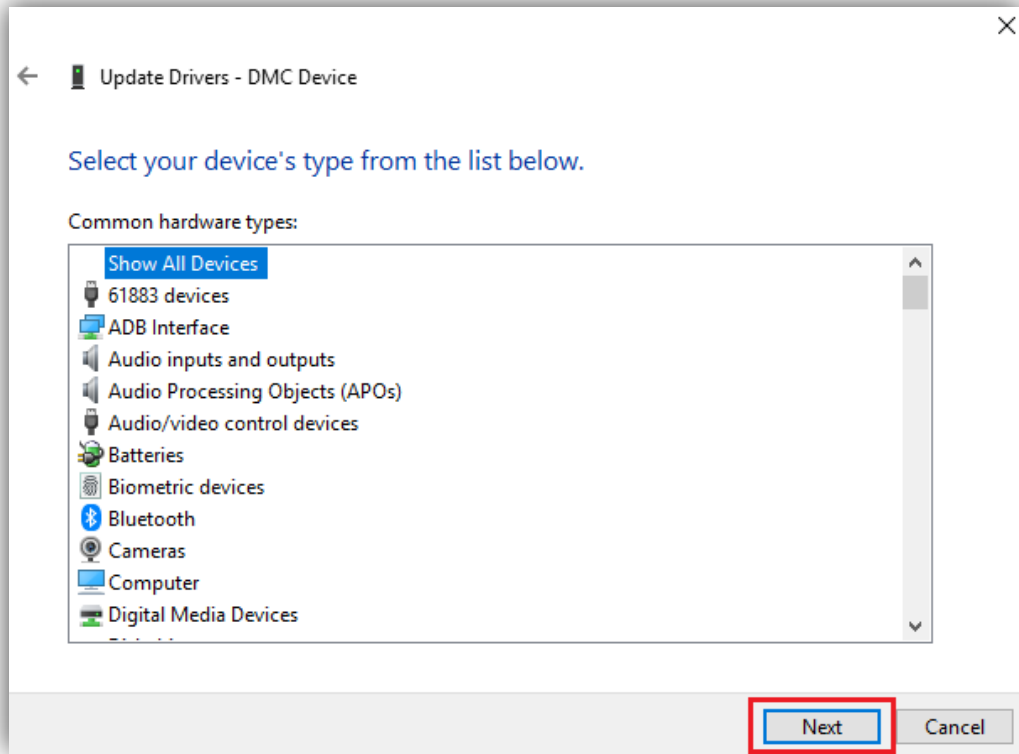 Update Drivers - DMC Device
Select your device's type from the list below.
Common hardware types:
Show All Devices
61883 devices
ADB Interface
Audio inputs and outputs
Audio Processing Objects (APOs)
Audio/video control devices
Batteries
Biometric devices
Bluetooth
Cameras
Computer
Digital Media Devices
Next
Cancel